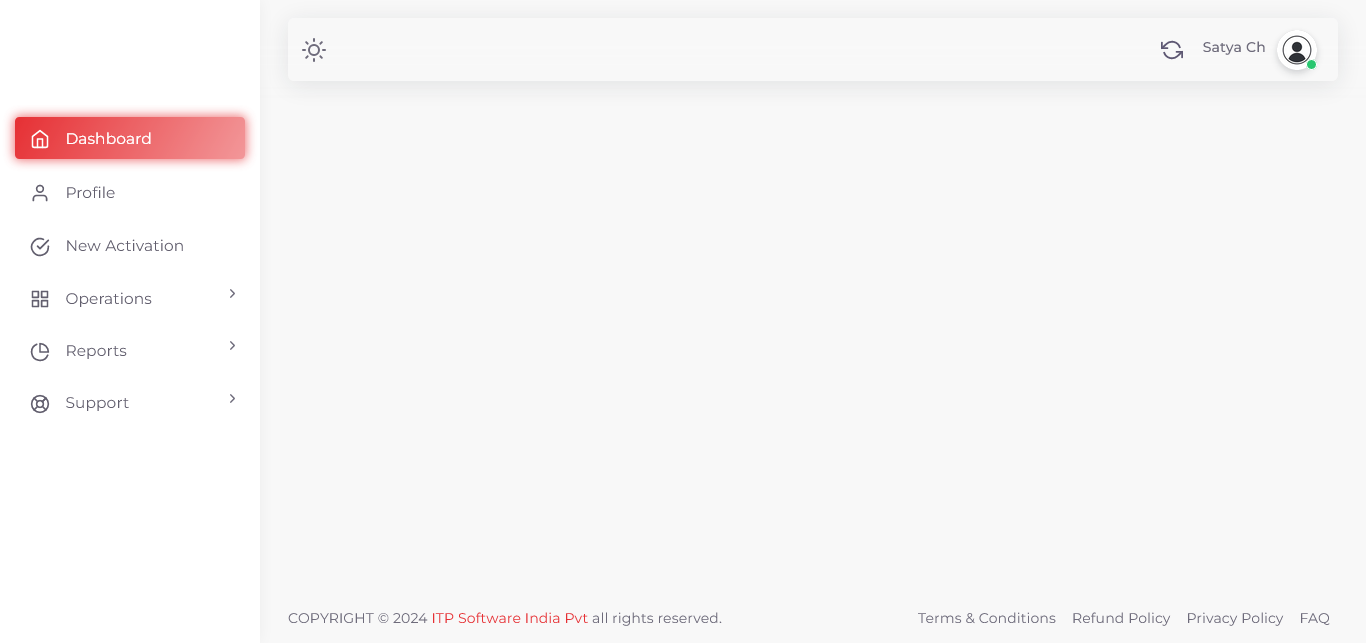 Satya Ch
Dashboard
Profile
New Activation
Operations
Reports
Support
COPYRIGHT © 2024 ITP Software India Pvt all rights reserved.
Terms & Conditions Refund Policy Privacy Policy FAQ